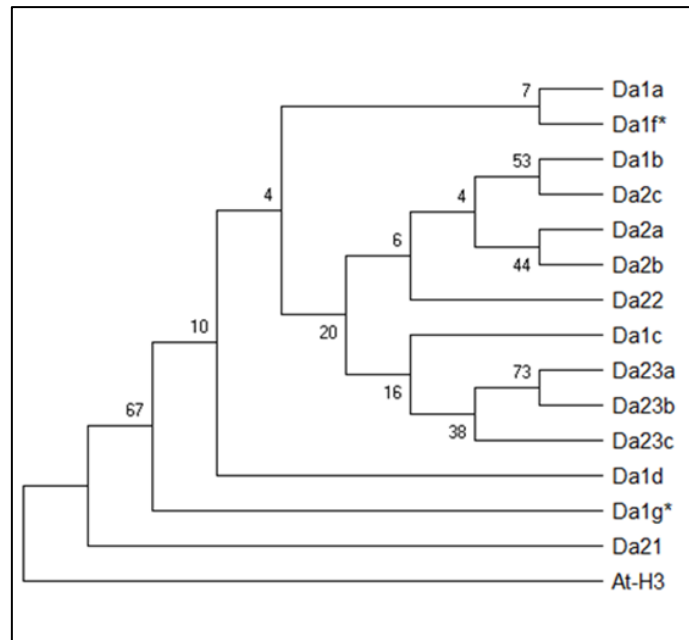 7 Da1a
Da1f*
53 Da1b
4 4 Da2c
6 Da2a
44 Da2b
Da22
10 20 Da1c
16 73 Da23a
67 Da23b
38 Da23c
Da1d
Da1g*
Da21
At-H3